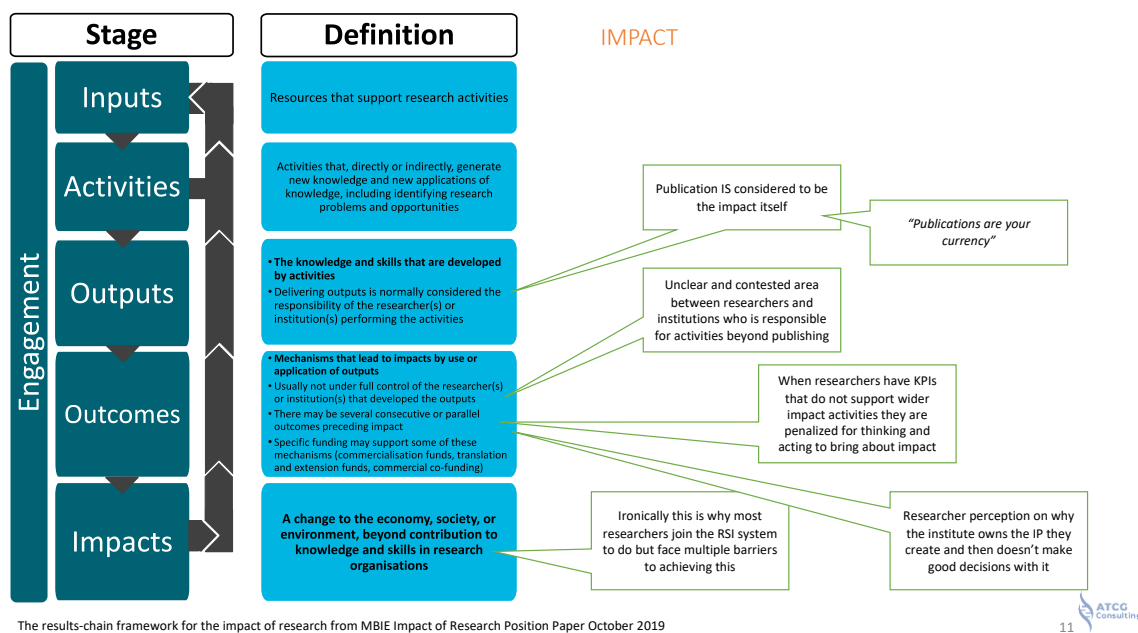 Stage
Definition
IMPACT
Engagement
Inputs
Resources that support research activities
Activities
Activities that, directly or indirectly, generate
new knowledge and new applications of
knowledge, including identifying research
problems and opportunities
Outputs
• The knowledge and skills that are developed
by activities
• Delivering outputs is normally considered the
responsibility of the researcher(s) or
institution(s) performing the activities
Outcomes
• Mechanisms that lead to impacts by use or
application of outputs
• Usually not under full control of the researcher(s)
or institution(s) that developed the outputs
• There may be several consecutive or parallel
outcomes preceding impact
• Specific funding may support some of these
mechanisms (commercialisation funds, translation
and extension funds, commercial co-funding)
Impacts
A change to the economy, society, or
environment, beyond contribution to
knowledge and skills in research
organisations
Publication IS considered to be
the impact itself
“Publications are your
currency”
Unclear and contested area
between researchers and
institutions who is responsible
for activities beyond publishing
When researchers have KPIs
that do not support wider
impact activities they are
penalized for thinking and
acting to bring about impact
Ironically this is why most
researchers join the RSI system
to do but face multiple barriers
to achieving this
Researcher perception on why
the institute owns the IP they
create and then doesn’t make
good decisions with it
The results-chain framework for the impact of research from MBIE Impact of Research Position Paper October 2019
11
ATCG
Consulting